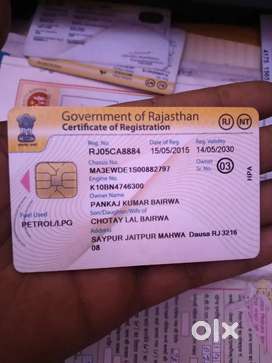 Government of Rajasthan
Certificate of Registration
RJ NT
Reg. No. Date of Reg. Reg. Validity
RJ05CA8884 15/05/2015 14/05/2030
Chassis No. Owner
MA3EWDE1S00882797 Sr. No. 03
Engine No.
K10BN4746300
HPA
Owner
PANKAJ KUMAR BAIRWA
Fuel Used Son/Daughter/Wife of
PETROL/LPG CHOTAY LAL BAIRWA
Address
SAYPUR JAITPUR MAHWA Dausa RJ 3216
08
olx